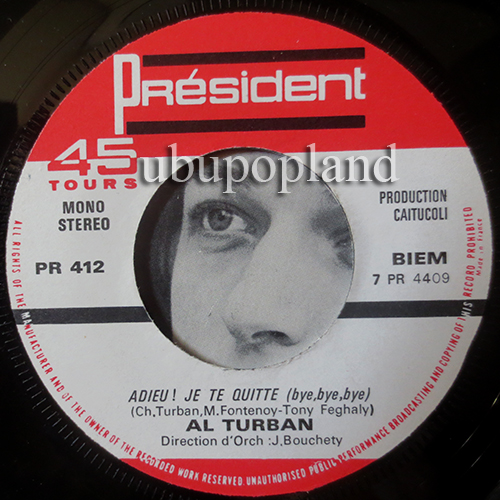 Président
45
TOURS
ubupopland
MONO
STEREO
PRODUCTION
CAITUCOLI
PR 412
BIEM
7 PR 4409
Made in France
ADIEU! JE TE QUITTE (bye,bye,bye)
(Ch,Turban,M.Fontenoy-Tony Feghaly)
AL TURBAN
Direction d'Orch :J.Bouchety
ALL RIGHTS OF THE MANUFACTURER AND OF THE OWNER OF THE RECORDED WORK RESERVED UNAUTHORISED PUBLIC PERFORMANCE BROADCASTING AND COPYING OF THIS RECORD PROHIBITED